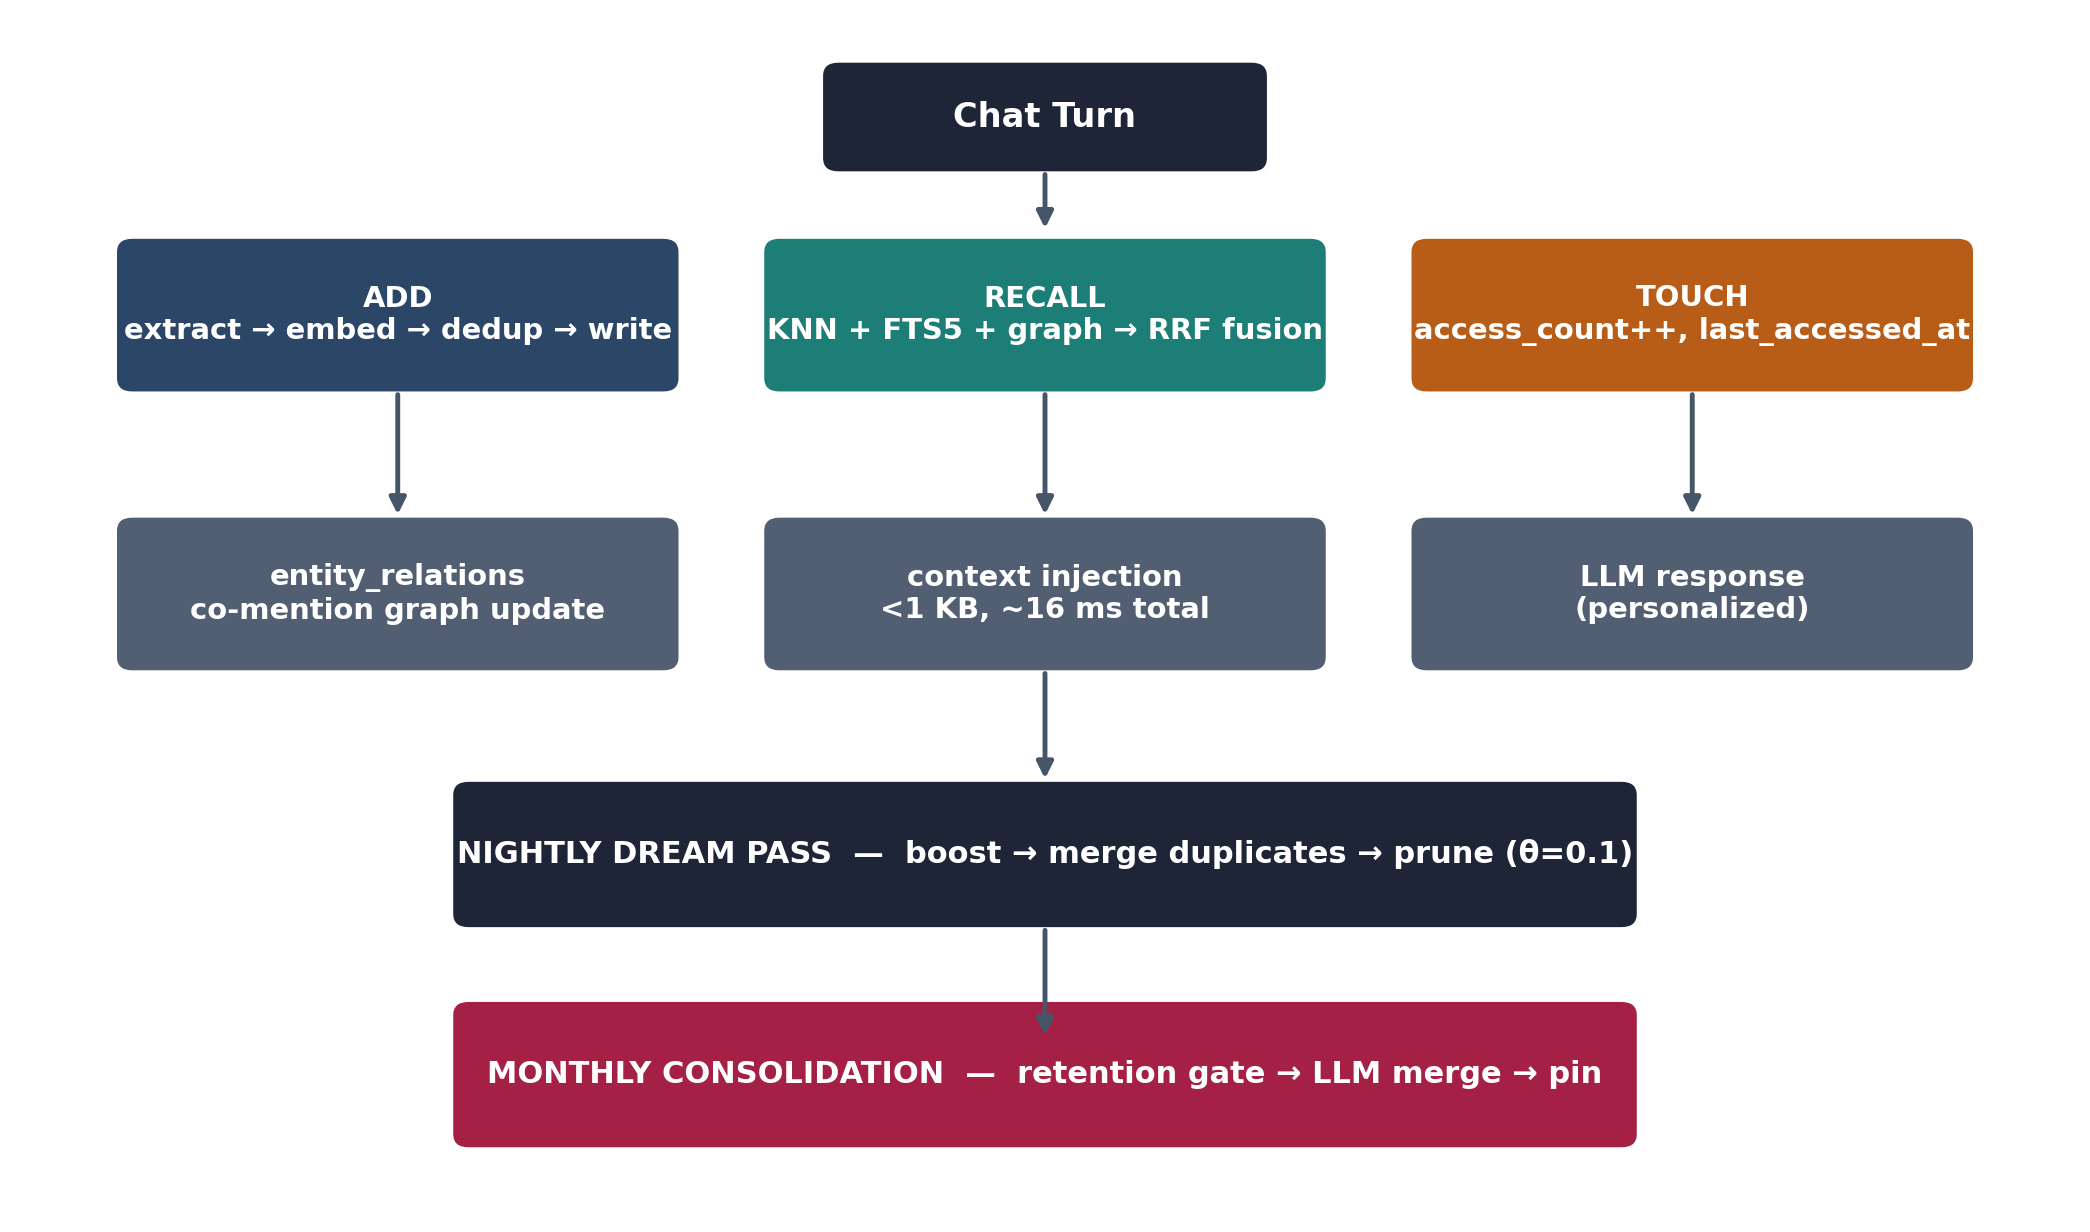 Chat Turn
ADD
extract → embed → dedup → write
RECALL
KNN + FTS5 + graph → RRF fusion
TOUCH
access_count++, last_accessed_at
entity_relations
co-mention graph update
context injection
<1 KB, ~16 ms total
LLM response
(personalized)
NIGHTLY DREAM PASS — boost → merge duplicates → prune (θ=0.1)
MONTHLY CONSOLIDATION — retention gate → LLM merge → pin